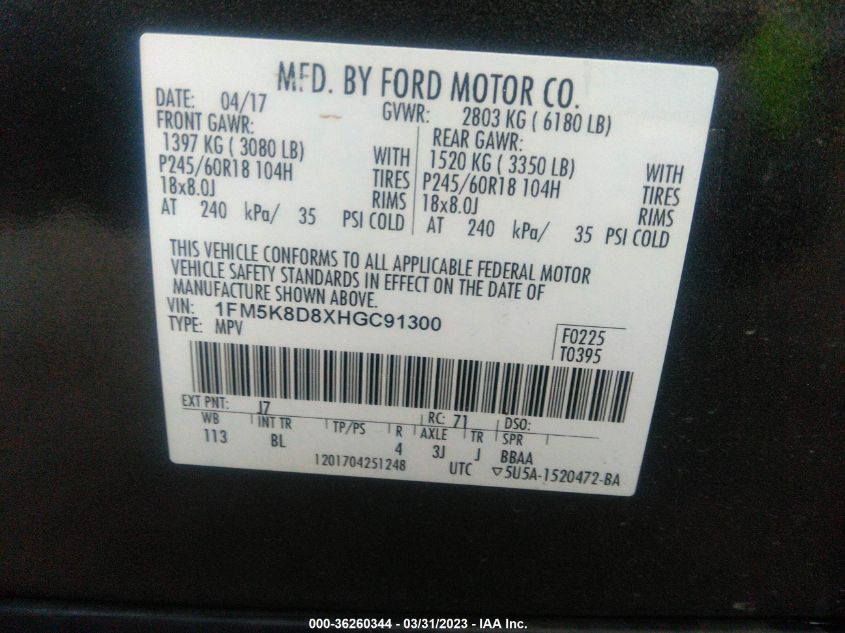 MFD. BY FORD MOTOR CO.
DATE: 04/17
GVWR: 2803 KG ( 6180 LB)
FRONT GAWR:
1397 KG ( 3080 LB) WITH
P245/60R18 104H TIRES
18x8.0J RIMS
AT 240 kPa/ 35 PSI COLD
REAR GAWR:
1520 KG ( 3350 LB) WITH
P245/60R18 104H TIRES
18x8.0J RIMS
AT 240 kPa/ 35 PSI COLD
THIS VEHICLE CONFORMS TO ALL APPLICABLE FEDERAL MOTOR
VEHICLE SAFETY STANDARDS IN EFFECT ON THE DATE OF
MANUFACTURE SHOWN ABOVE.
VIN: 1FM5K8D8XHGC91300
TYPE: MPV
F0225
T0395
EXT PNT: J7 RC: 71 DSO:
WB INT TR TP/PS R AXLE TR SPR
113 BL 4 3J J BBAA
1201704251248 UTC ▽5U5A-1520472-BA
000-36260344 / 03/31/2023 - IAA Inc.